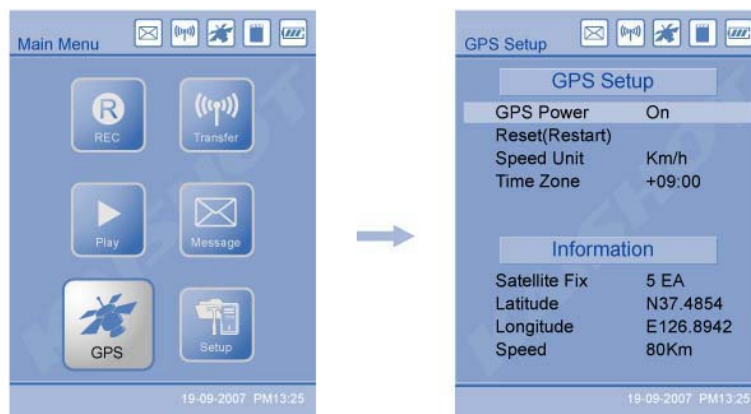 Main Menu
REC
Transfer
Play
Message
GPS
Setup
19-09-2007 PM13:25
GPS Setup
GPS Setup
GPS Power On
Reset(Restart)
Speed Unit Km/h
Time Zone +09:00
Information
Satellite Fix 5 EA
Latitude N37.4854
Longitude E126.8942
Speed 80Km
19-09-2007 PM13:25